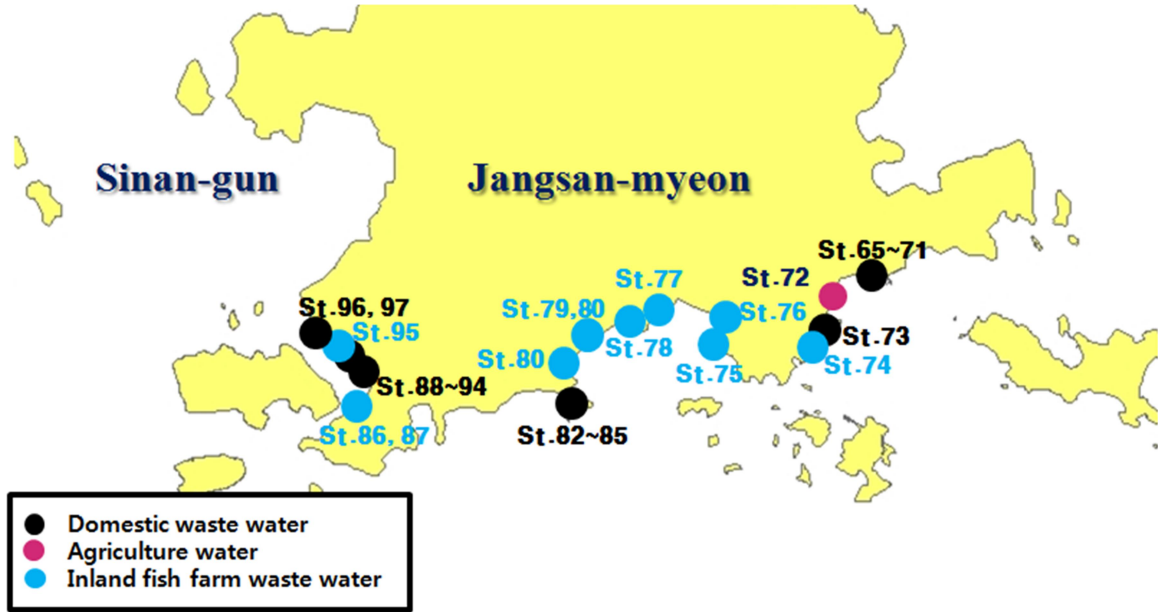 Sinan-gun
Jangsan-myeon
St.65~71
St.72
St.77
St.96, 97
St.79,80
St.76
St.95
St.73
St.78
St.80
St.74
St.75
St.88~94
St.86, 87
St.82~85
Domestic waste water
Agriculture water
Inland fish farm waste water